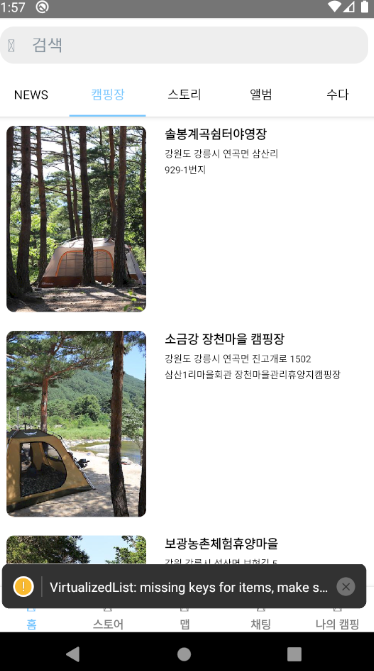 1:57
검색
NEWS 캠핑장 스토리 앨범 수다
솔봉계곡쉼터야영장
강원도 강릉시 연곡면 삼산리
929-1번지
소금강 장천마을 캠핑장
강원도 강릉시 연곡면 진고개로 1502
삼산1리마을회관 장천마을관리휴양지캠핑장
보광농촌체험휴양마을
강원 강릉시 성산면 보현길 5
VirtualizedList: missing keys for items, make s...
홈 스토어 맵 채팅 나의 캠핑